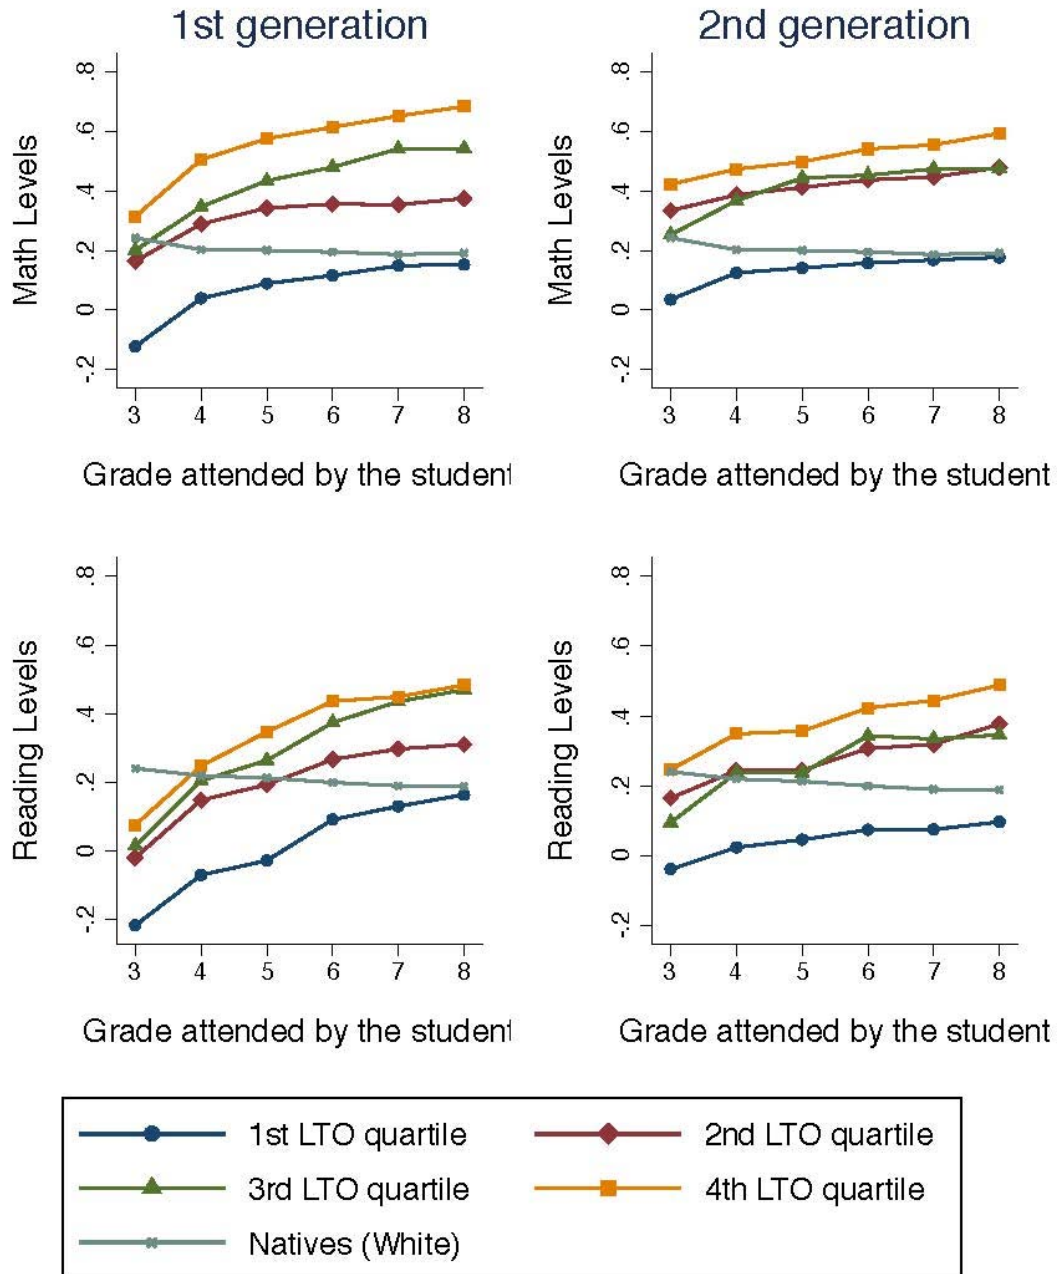 1st generation
2nd generation
Math Levels
.8
.6
.4
.2
0
-.2
3 4 5 6 7 8
Grade attended by the student
Math Levels
.8
.6
.4
.2
0
-.2
3 4 5 6 7 8
Grade attended by the student
Reading Levels
.8
.6
.4
.2
0
-.2
3 4 5 6 7 8
Grade attended by the student
Reading Levels
.8
.6
.4
.2
0
-.2
3 4 5 6 7 8
Grade attended by the student
1st LTO quartile
2nd LTO quartile
3rd LTO quartile
4th LTO quartile
Natives (White)